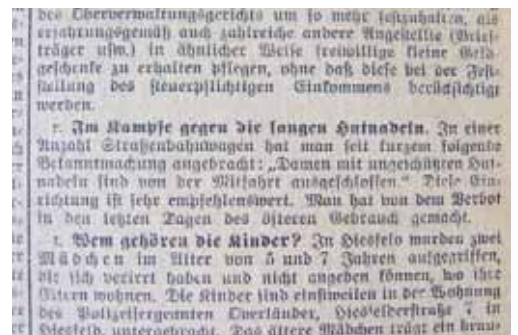 des Oberverwaltungsgerichts um so mehr festzuhalten, als
erfahrungsgemäß auch zahlreiche andere Angestellte (Brief-
träger usw.) in ähnlicher Weise freiwillige kleine Geld-
geschenke zu erhalten pflegen, ohne daß diese bei der Fest-
stellung des steuerpflichtigen Einkommens berücksichtigt
werden.
r. Im Kampfe gegen die langen Hutnadeln. In einer
Anzahl Straßenbahnwagen hat man seit kurzem folgende
Bekanntmachung angebracht: „Damen mit ungeschützten Hut-
nadeln sind von der Mitfahrt ausgeschlossen." Diese Ein-
richtung ist sehr empfehlenswert. Man hat von dem Verbot
in den letzten Tagen des öfteren Gebrauch gemacht.
t. Wem gehören die Kinder? In Hiesfeld wurden zwei
Mädchen im Alter von 5 und 7 Jahren aufgegriffen,
die sich verirrt haben und nicht angeben können, wo ihre
Eltern wohnen. Die Kinder sind einstweilen in der Wohnung
des Polizeisergeanten Overländer, Hiesfelderstraße 7 in
Hiesfeld, untergebracht. Das ältere Mädchen trägt ein